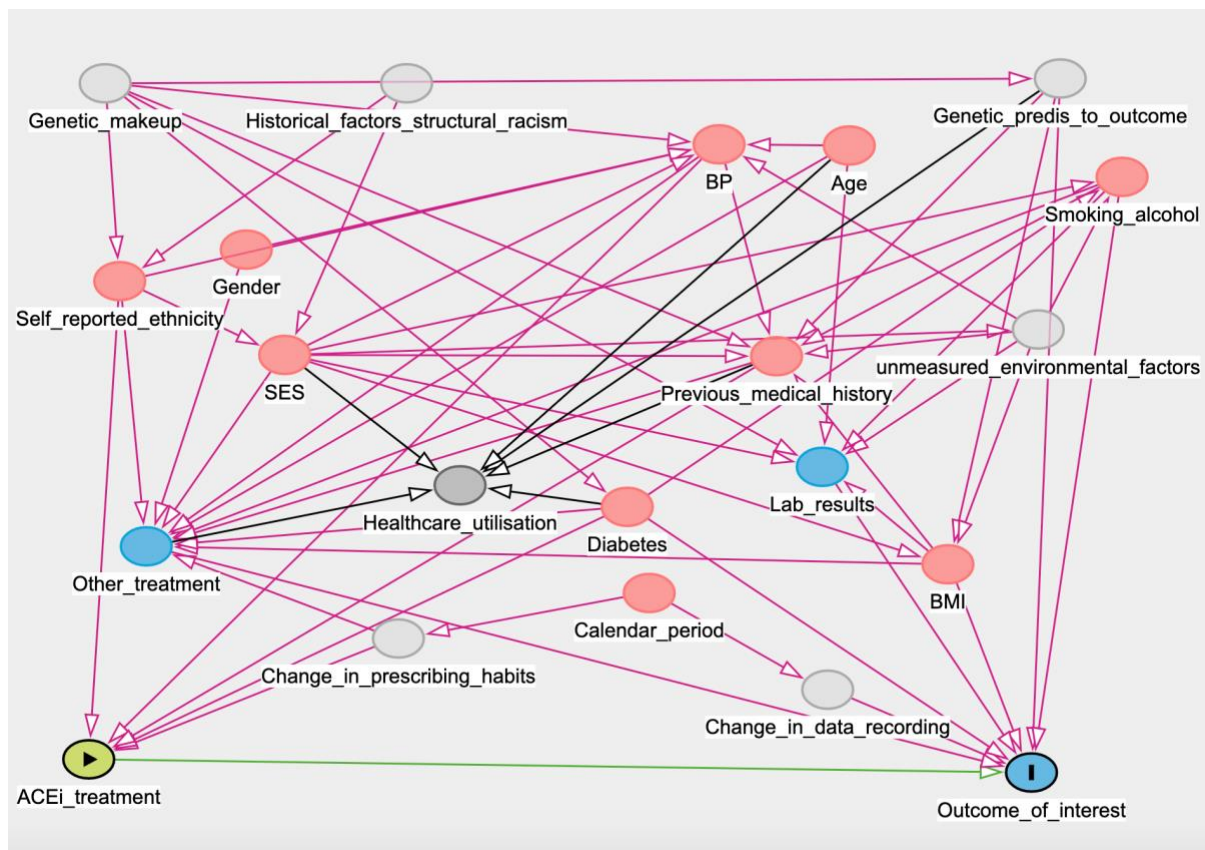 Genetic_makeup
Historical_factors_structural_racism
Genetic_predis_to_outcome
BP
Age
Smoking_alcohol
Gender
Self_reported_ethnicity
SES
unmeasured_environmental_factors
Previous_medical_history
Lab_results
Healthcare_utilisation
Diabetes
Other_treatment
BMI
Calendar_period
Change_in_prescribing_habits
Change_in_data_recording
ACEi_treatment
Outcome_of_interest